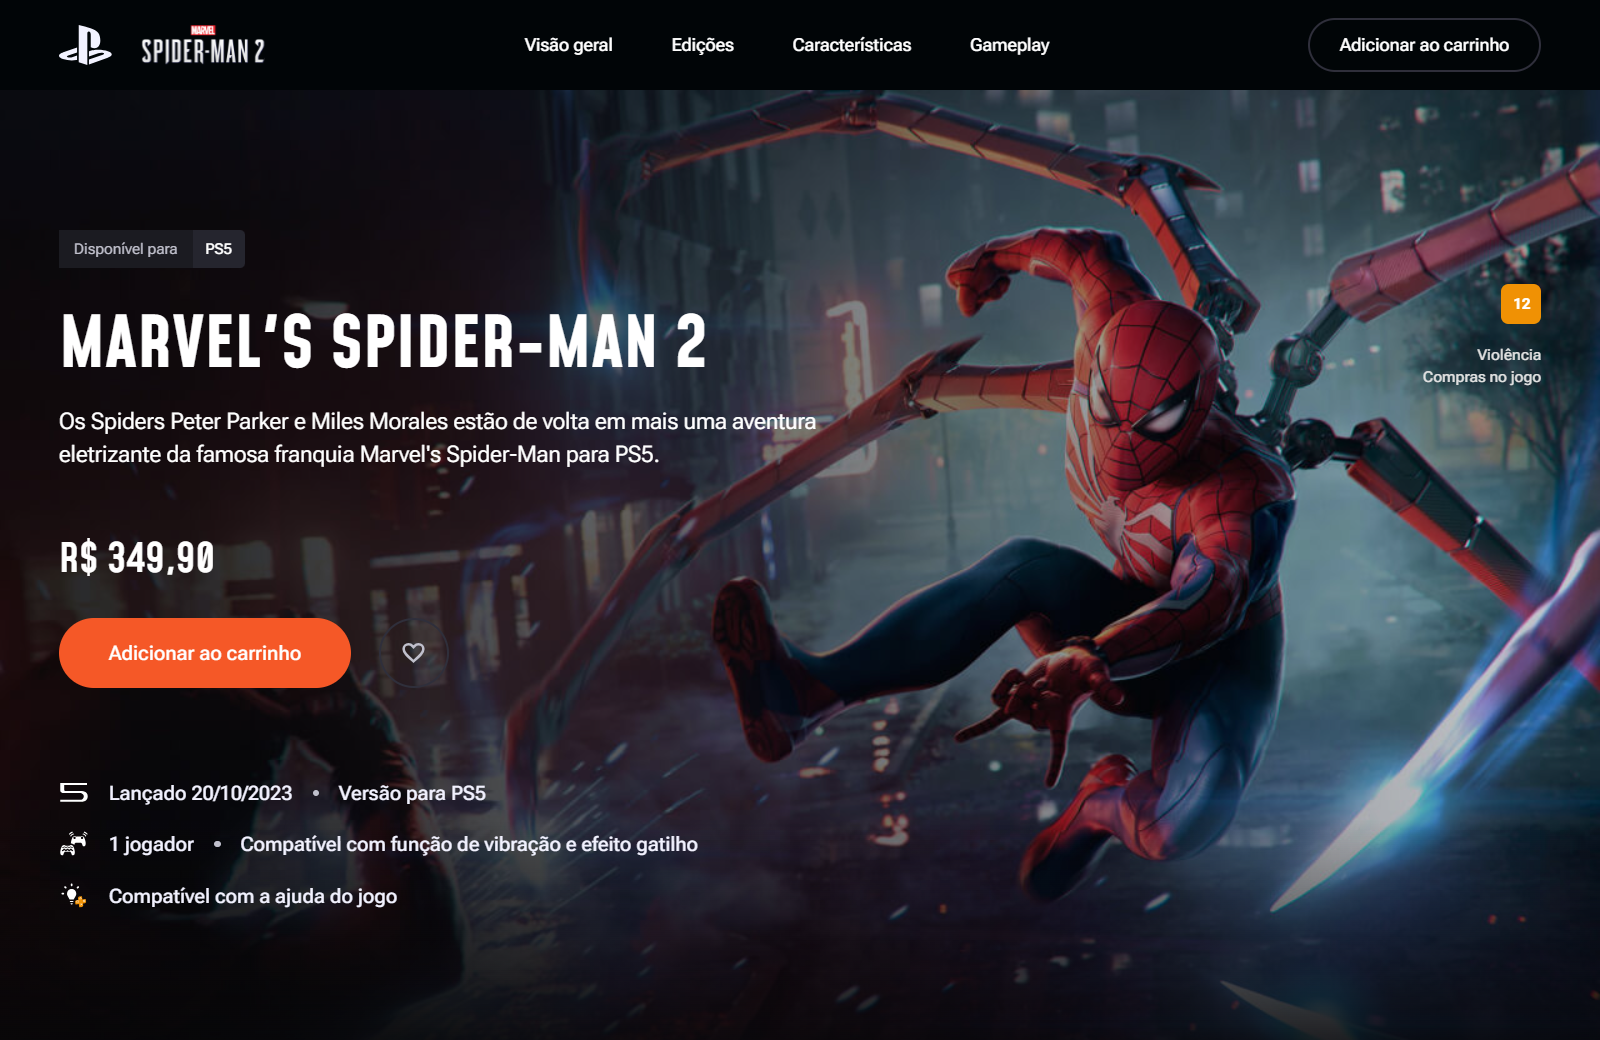 MARVEL
SPIDER-MAN 2
Visão geral
Edições
Características
Gameplay
Adicionar ao carrinho
Disponível para PS5
MARVEL'S SPIDER-MAN 2
Os Spiders Peter Parker e Miles Morales estão de volta em mais uma aventura
eletrizante da famosa franquia Marvel's Spider-Man para PS5.
12
Violência
Compras no jogo
R$ 349,90
Adicionar ao carrinho
Lançado 20/10/2023 • Versão para PS5
1 jogador • Compatível com função de vibração e efeito gatilho
Compatível com a ajuda do jogo